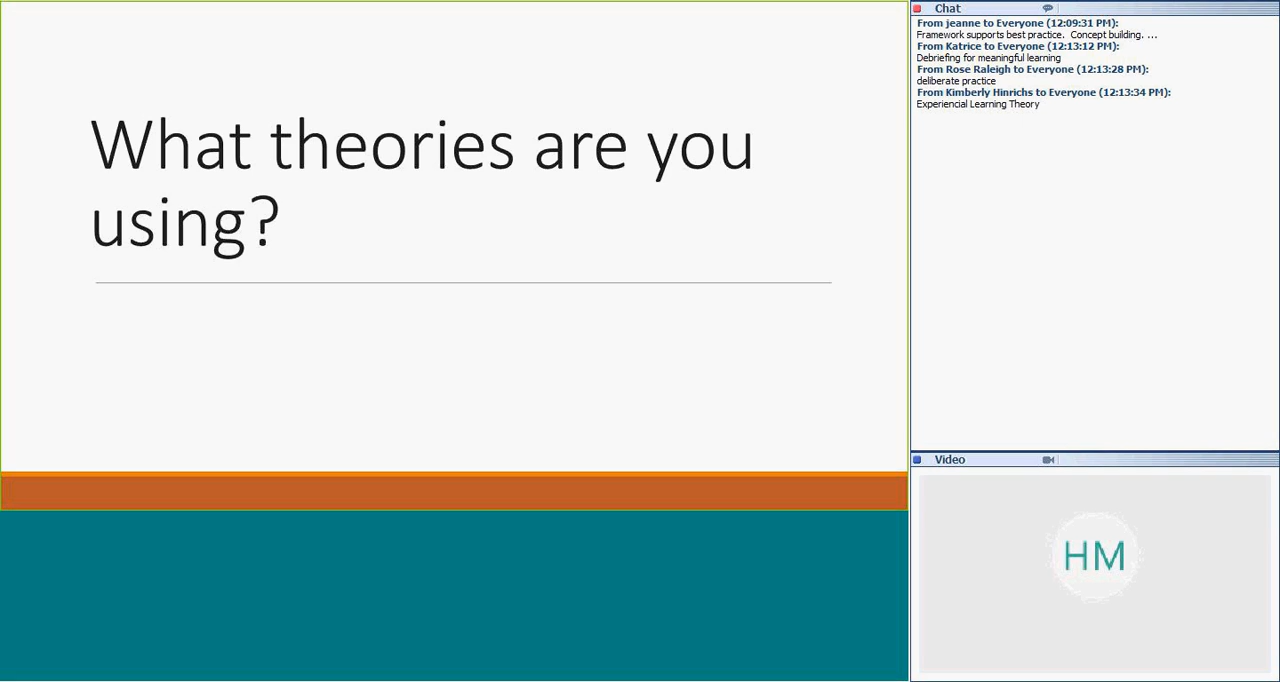 What theories are you
using?
Chat
From jeanne to Everyone (12:09:31 PM):
Framework supports best practice.  Concept building. ...
From Katrice to Everyone (12:13:12 PM):
Debriefing for meaningful learning
From Rose Raleigh to Everyone (12:13:28 PM):
deliberate practice
From Kimberly Hinrichs to Everyone (12:13:34 PM):
Experiencial Learning Theory
Video
HM